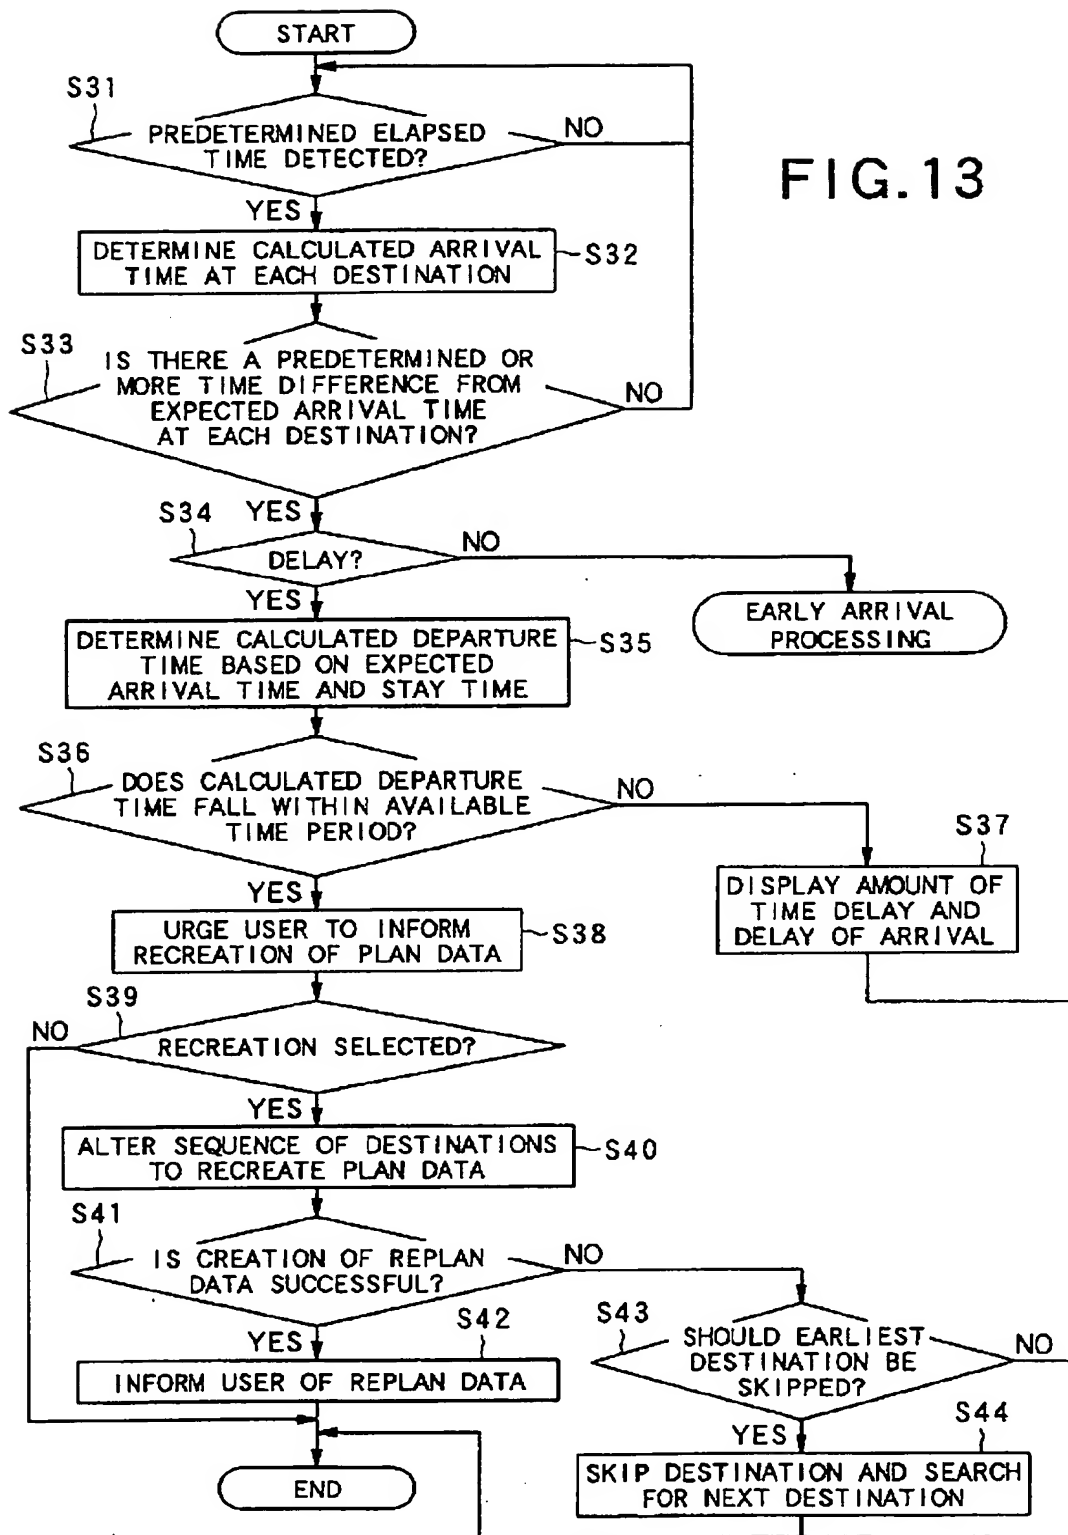 START
S31
PREDETERMINED ELAPSED
TIME DETECTED?
NO
FIG.13
YES
DETERMINE CALCULATED ARRIVAL
TIME AT EACH DESTINATION
S32
S33
IS THERE A PREDETERMINED OR
MORE TIME DIFFERENCE FROM
EXPECTED ARRIVAL TIME
AT EACH DESTINATION?
NO
YES
S34
DELAY?
NO
YES
EARLY ARRIVAL
PROCESSING
DETERMINE CALCULATED DEPARTURE
TIME BASED ON EXPECTED
ARRIVAL TIME AND STAY TIME
S35
S36
DOES CALCULATED DEPARTURE
TIME FALL WITHIN AVAILABLE
TIME PERIOD?
NO
YES
S37
DISPLAY AMOUNT OF
TIME DELAY AND
DELAY OF ARRIVAL
URGE USER TO INFORM
RECREATION OF PLAN DATA
S38
S39
NO
RECREATION SELECTED?
YES
ALTER SEQUENCE OF DESTINATIONS
TO RECREATE PLAN DATA
S40
S41
IS CREATION OF REPLAN
DATA SUCCESSFUL?
NO
YES
S42
INFORM USER OF REPLAN DATA
S43
SHOULD EARLIEST
DESTINATION BE
SKIPPED?
NO
YES
S44
SKIP DESTINATION AND SEARCH
FOR NEXT DESTINATION
END